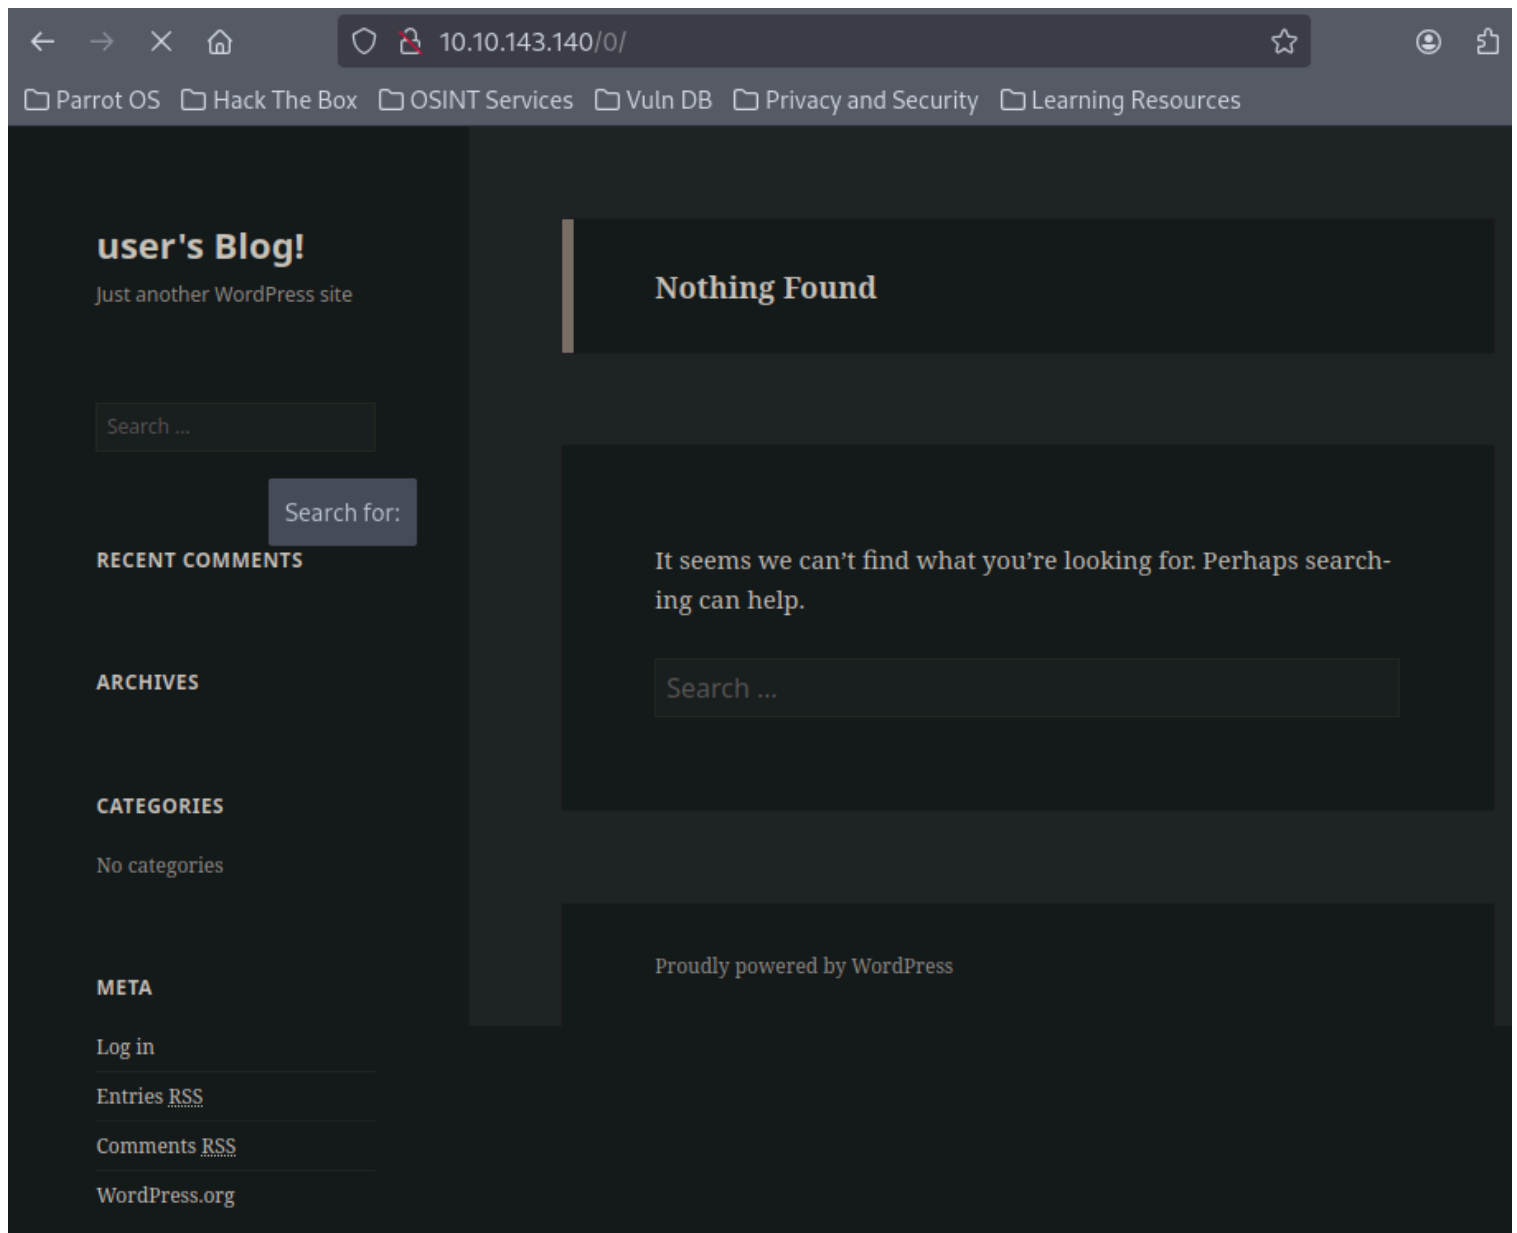 10.10.143.140/0/
Parrot OS Hack The Box OSINT Services Vuln DB Privacy and Security Learning Resources
user's Blog!
Just another WordPress site
Search ...
Search for:
RECENT COMMENTS
ARCHIVES
CATEGORIES
No categories
META
Log in
Entries RSS
Comments RSS
WordPress.org
Nothing Found
It seems we can’t find what you’re looking for. Perhaps search-
ing can help.
Search ...
Proudly powered by WordPress